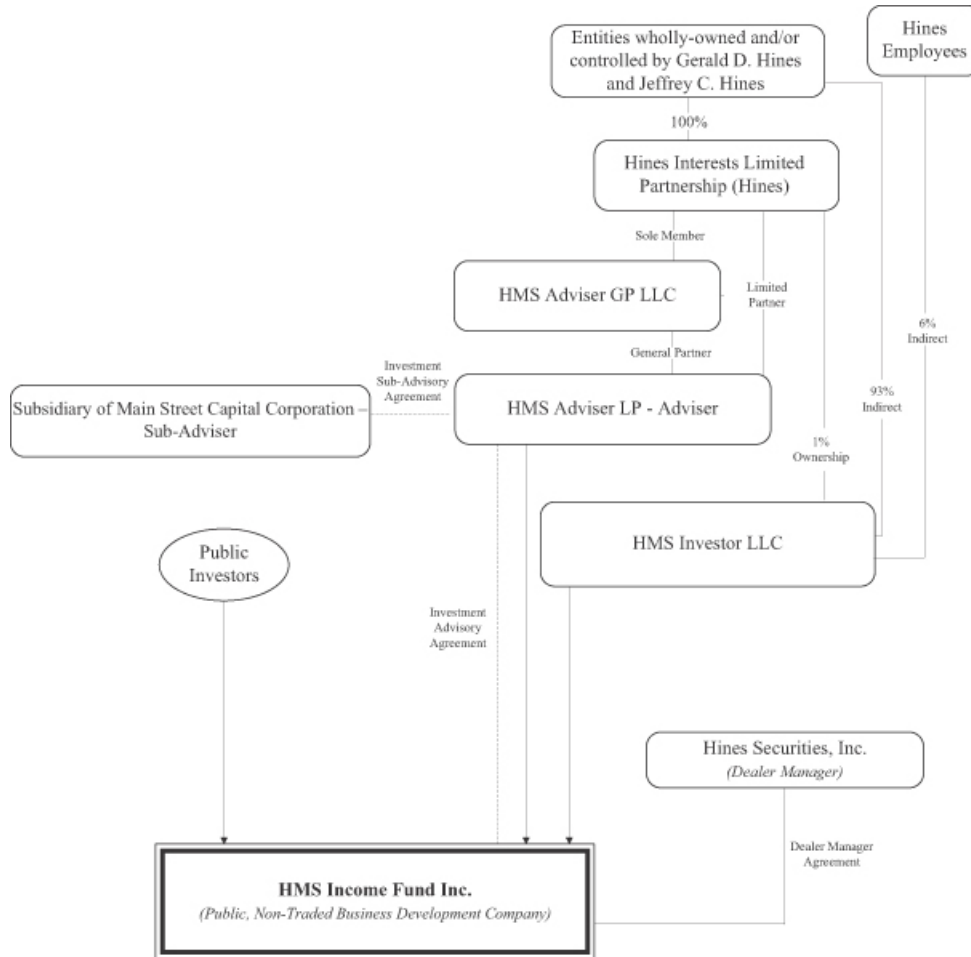 Entities wholly-owned and/or
controlled by Gerald D. Hines
and Jeffrey C. Hines
Hines
Employees
100%
Hines Interests Limited
Partnership (Hines)
Sole Member
HMS Adviser GP LLC
Limited
Partner
6%
Indirect
General Partner
Investment
Sub-Advisory
Agreement
93%
Indirect
Subsidiary of Main Street Capital Corporation –
Sub-Adviser
HMS Adviser LP - Adviser
1%
Ownership
HMS Investor LLC
Public
Investors
Investment
Advisory
Agreement
Hines Securities, Inc.
(Dealer Manager)
Dealer Manager
Agreement
HMS Income Fund Inc.
(Public, Non-Traded Business Development Company)